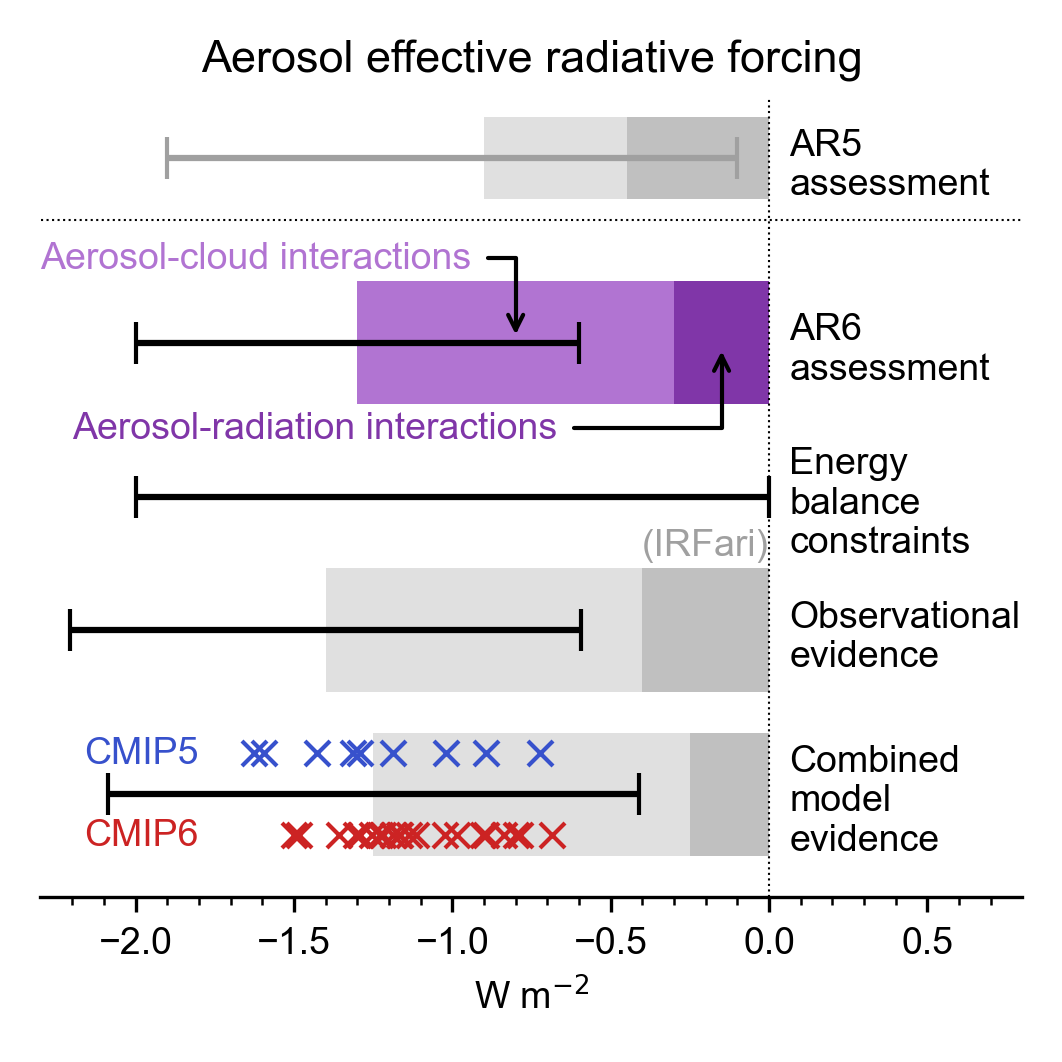 Aerosol effective radiative forcing
AR5
assessment
Aerosol-cloud interactions
AR6
assessment
Aerosol-radiation interactions
Energy
balance
constraints
(IRFari)
Observational
evidence
CMIP5
Combined
model
evidence
CMIP6
−2.0 −1.5 −1.0 −0.5 0.0 0.5
W m⁻²